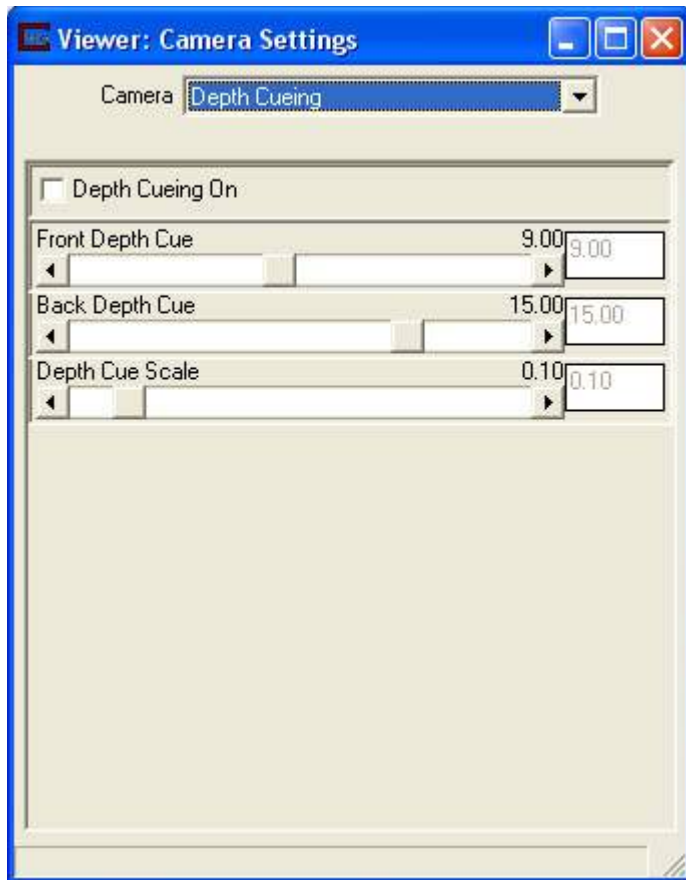 Viewer: Camera Settings
Camera Depth Cueing
Depth Cueing On
Front Depth Cue 9.00 9.00
Back Depth Cue 15.00 15.00
Depth Cue Scale 0.10 0.10